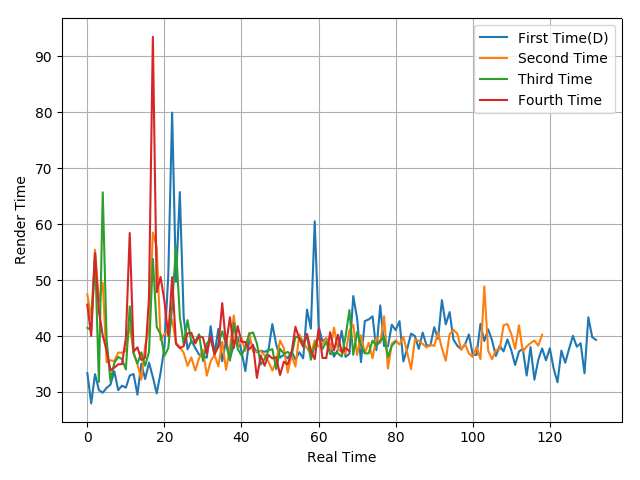 First Time(D)
Second Time
Third Time
Fourth Time
90
80
70
60
50
40
30
Render Time
0 20 40 60 80 100 120
Real Time